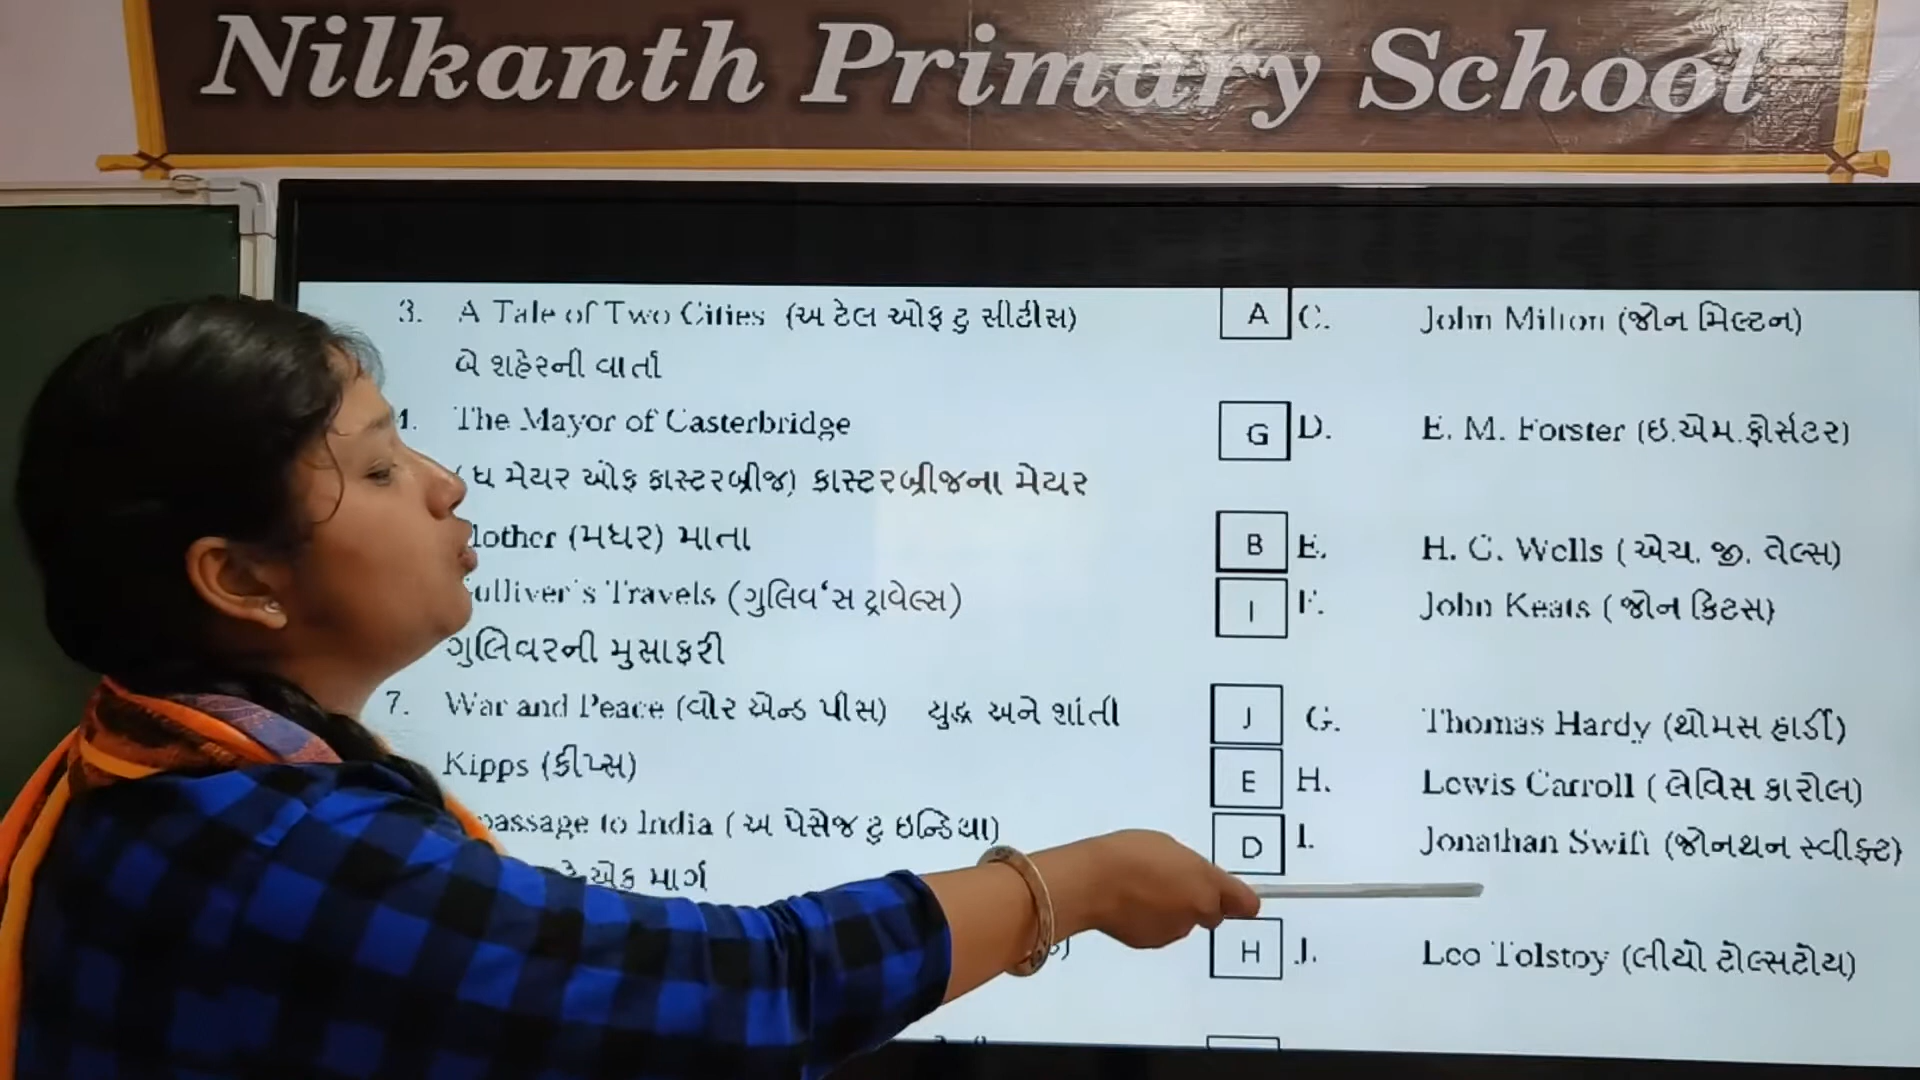 Nilkanth Primary School
3. A Tale of Two Cities (અ ટેલ ઓફ ટુ સીટીસ) A C. John Milton (જોન મિલ્ટન)
બે શહેરની વાર્તા
The Mayor of Casterbridge G D. E. M. Forster (ઇ.એમ.ફોર્સટર)
(ધ મેયર ઓફ કાસ્ટરબ્રીજ) કાસ્ટરબ્રીજના મેયર
(મધર) માતા B E. H. G. Wells ( એચ. જી. વેલ્સ)
Travels (ગુલિવ‘સ ટ્રાવેલ્સ) I F. John Keats ( જોન કિટસ)
ગુલિવરની મુસાફરી
7. War and Peace (વોર એન્ડ પીસ) યુદ્ધ અને શાંતી J G. Thomas Hardy (થોમસ હાર્ડી)
Kipps (કીપ્સ) E H. Lewis Carroll ( લેવિસ કારોલ)
passage to India ( અ પેસેજ ટુ ઇન્ડિયા) D I. Jonathan Swift (જોનથન સ્વીફ્ટ)
એક માર્ગ
H J. Leo Tolstoy (લીયો ટોલ્સટોય)